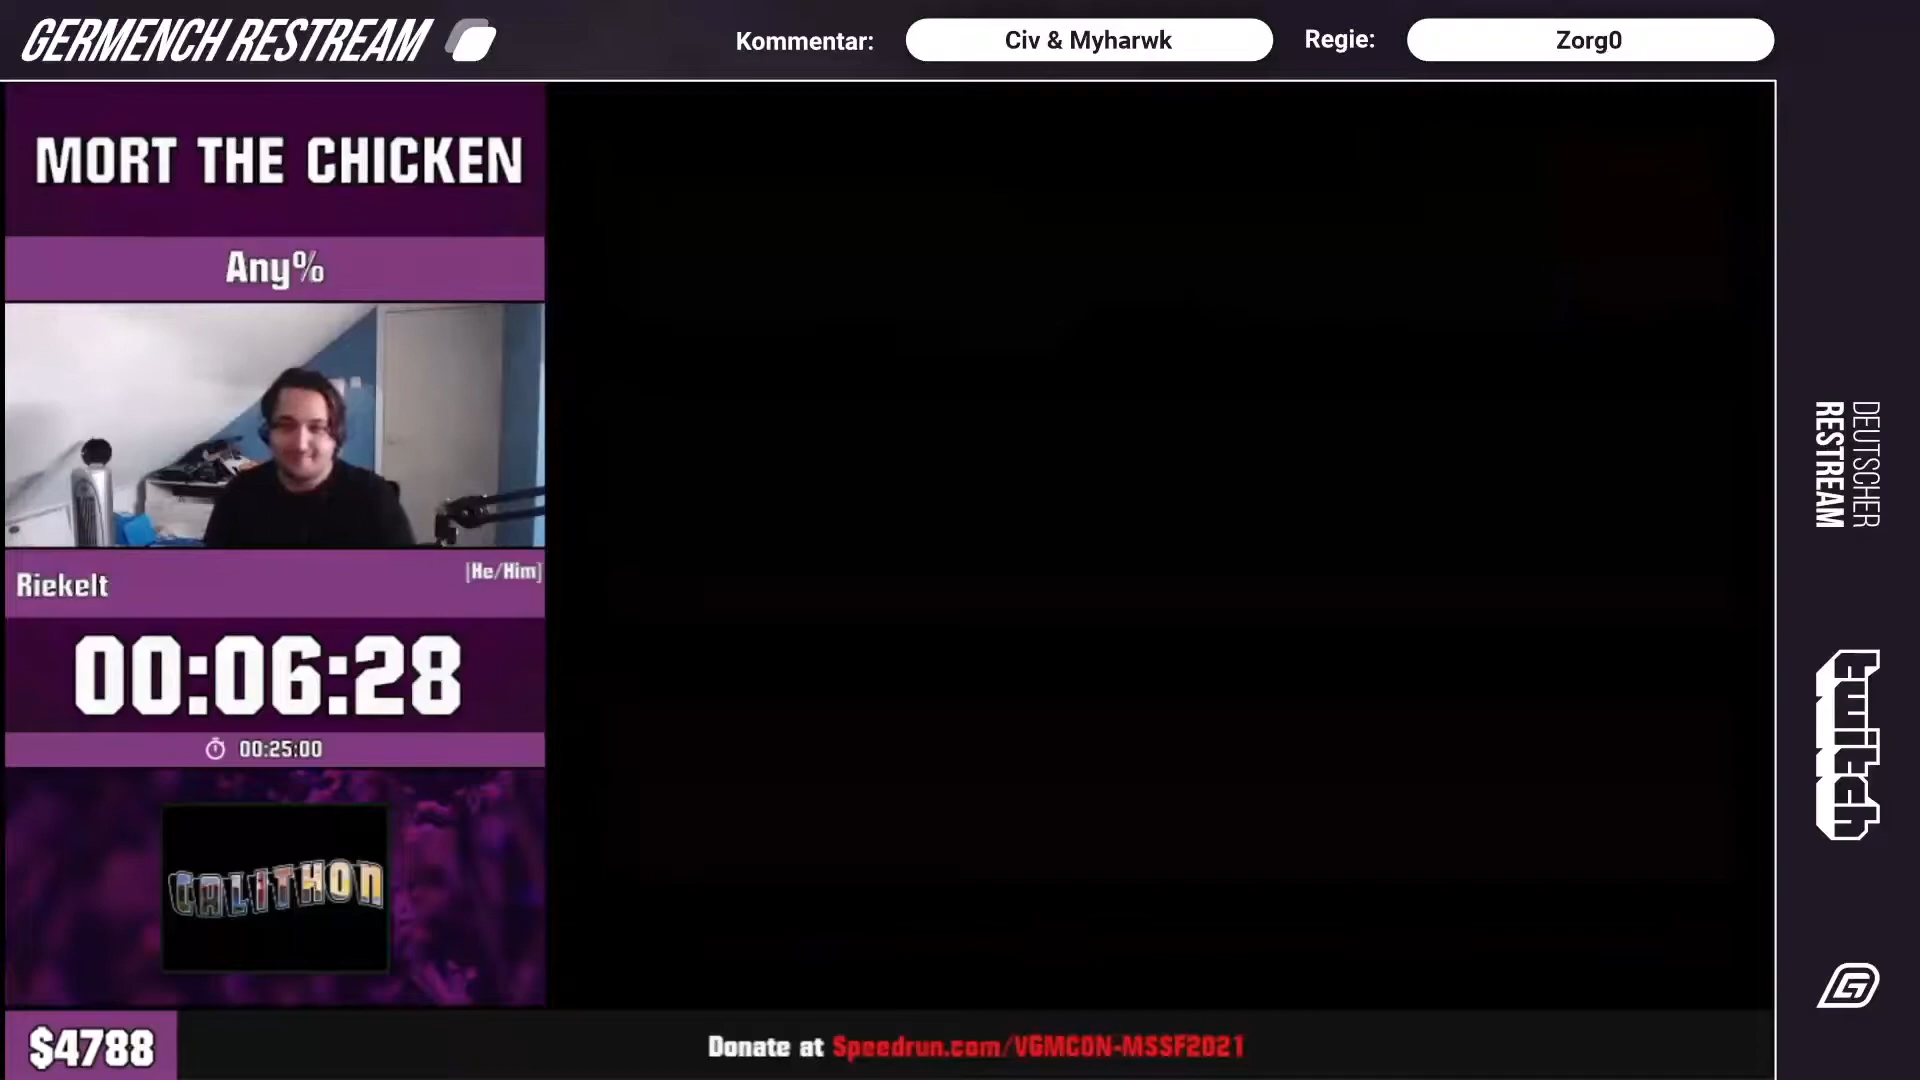 GERMENCH RESTREAM
Kommentar:
Civ & Myharwk
Regie:
Zorg0
MORT THE CHICKEN
Any%
Riekelt
[He/Him]
00:06:28
00:25:00
CALITHON
$4788
Donate at Speedrun.com/VGMCON-MSSF2021
DEUTSCHER
RESTREAM
twitch
G